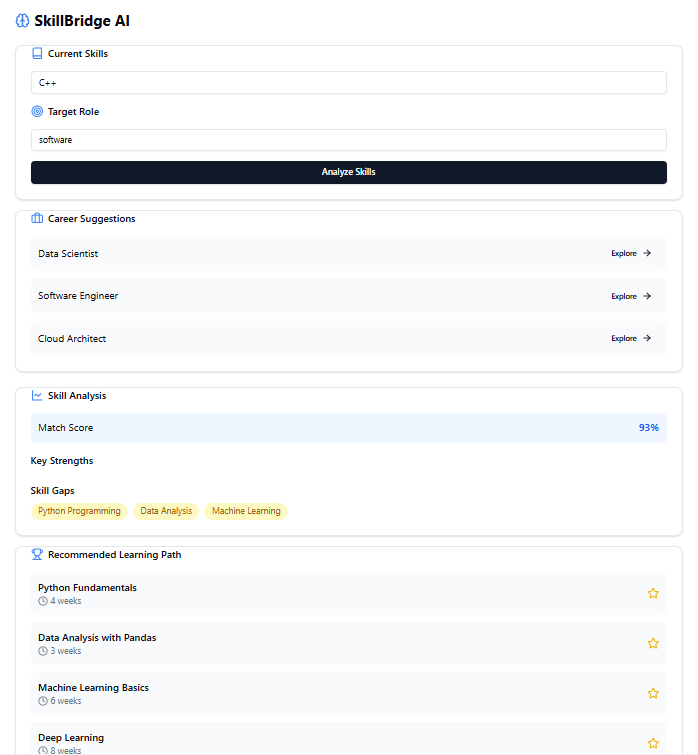 SkillBridge AI
Current Skills
C++
Target Role
software
Analyze Skills
Career Suggestions
Data Scientist Explore
Software Engineer Explore
Cloud Architect Explore
Skill Analysis
Match Score 93%
Key Strengths
Skill Gaps
Python Programming Data Analysis Machine Learning
Recommended Learning Path
Python Fundamentals
4 weeks
Data Analysis with Pandas
3 weeks
Machine Learning Basics
6 weeks
Deep Learning
8 weeks